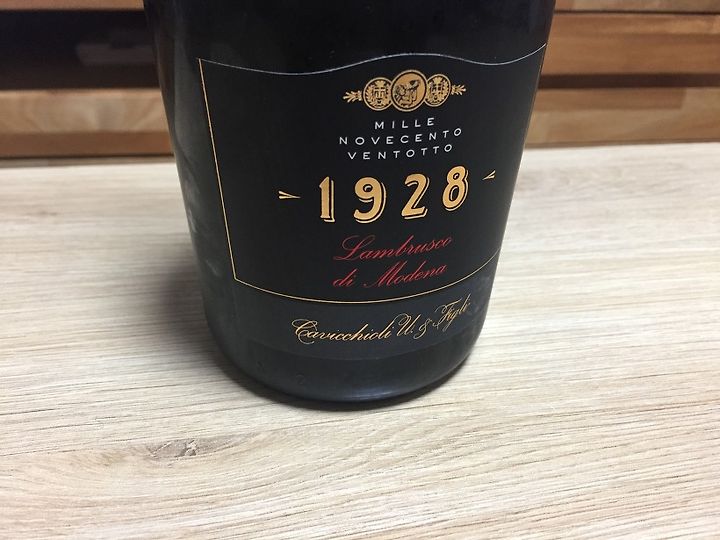 MILLE
NOVECENTO
VENTOTTO
1928
Lambrusco
di Modena
Cavicchioli U. & Figli